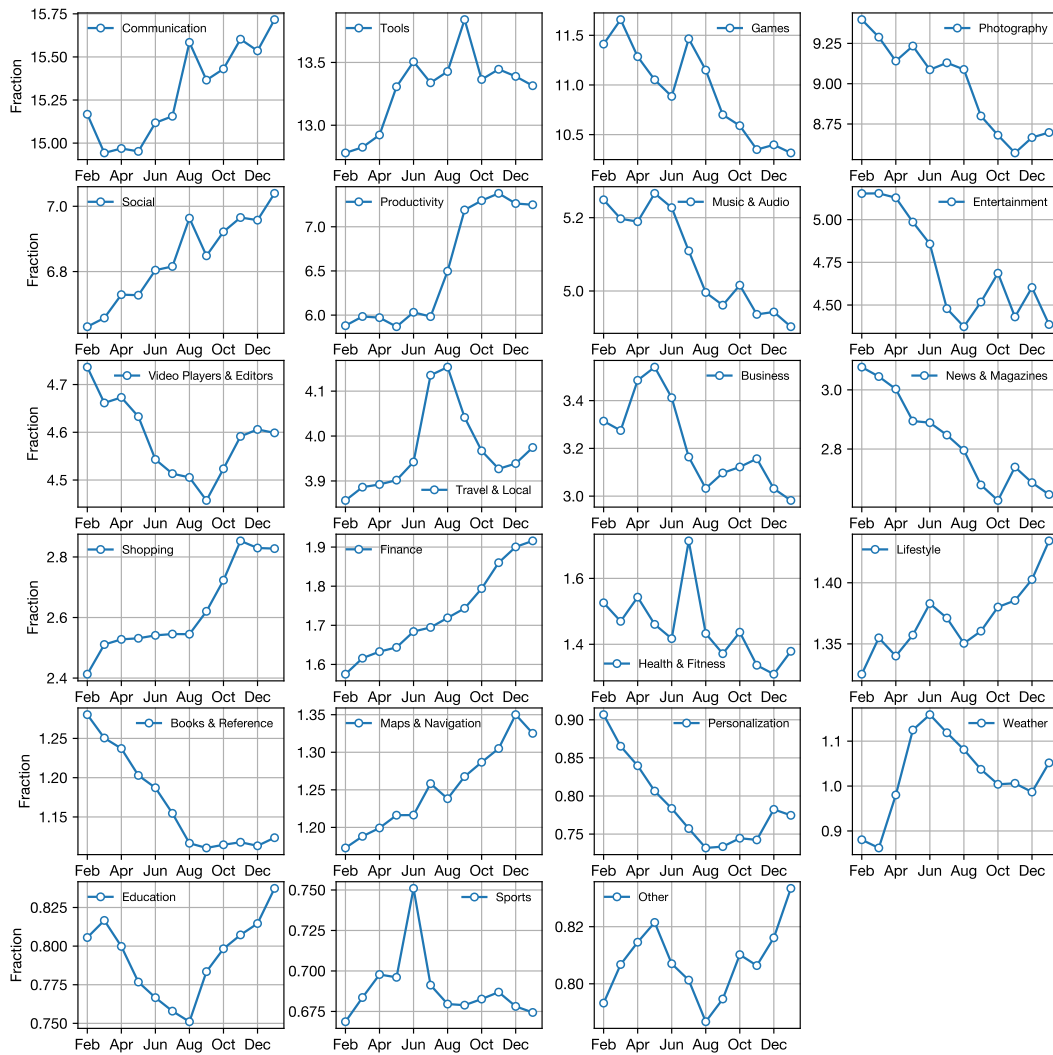 Communication
Tools
Games
Photography
15.75
15.50
15.25
15.00
13.5
13.0
11.5
11.0
10.5
9.25
9.00
8.75
Fraction
Feb Apr Jun Aug Oct Dec
Feb Apr Jun Aug Oct Dec
Feb Apr Jun Aug Oct Dec
Feb Apr Jun Aug Oct Dec
Social
Productivity
Music & Audio
Entertainment
7.0
6.8
7.0
6.5
6.0
5.2
5.0
5.00
4.75
4.50
Fraction
Feb Apr Jun Aug Oct Dec
Feb Apr Jun Aug Oct Dec
Feb Apr Jun Aug Oct Dec
Feb Apr Jun Aug Oct Dec
Video Players & Editors
Travel & Local
Business
News & Magazines
4.7
4.6
4.5
4.1
4.0
3.9
3.4
3.2
3.0
3.0
2.8
Fraction
Feb Apr Jun Aug Oct Dec
Feb Apr Jun Aug Oct Dec
Feb Apr Jun Aug Oct Dec
Feb Apr Jun Aug Oct Dec
Shopping
Finance
Health & Fitness
Lifestyle
2.8
2.6
2.4
1.9
1.8
1.7
1.6
1.6
1.4
1.40
1.35
Fraction
Feb Apr Jun Aug Oct Dec
Feb Apr Jun Aug Oct Dec
Feb Apr Jun Aug Oct Dec
Feb Apr Jun Aug Oct Dec
Books & Reference
Maps & Navigation
Personalization
Weather
1.25
1.20
1.15
1.35
1.30
1.25
1.20
0.90
0.85
0.80
0.75
1.1
1.0
0.9
Fraction
Feb Apr Jun Aug Oct Dec
Feb Apr Jun Aug Oct Dec
Feb Apr Jun Aug Oct Dec
Feb Apr Jun Aug Oct Dec
Education
Sports
Other
0.825
0.800
0.775
0.750
0.750
0.725
0.700
0.675
0.82
0.80
Fraction
Feb Apr Jun Aug Oct Dec
Feb Apr Jun Aug Oct Dec
Feb Apr Jun Aug Oct Dec